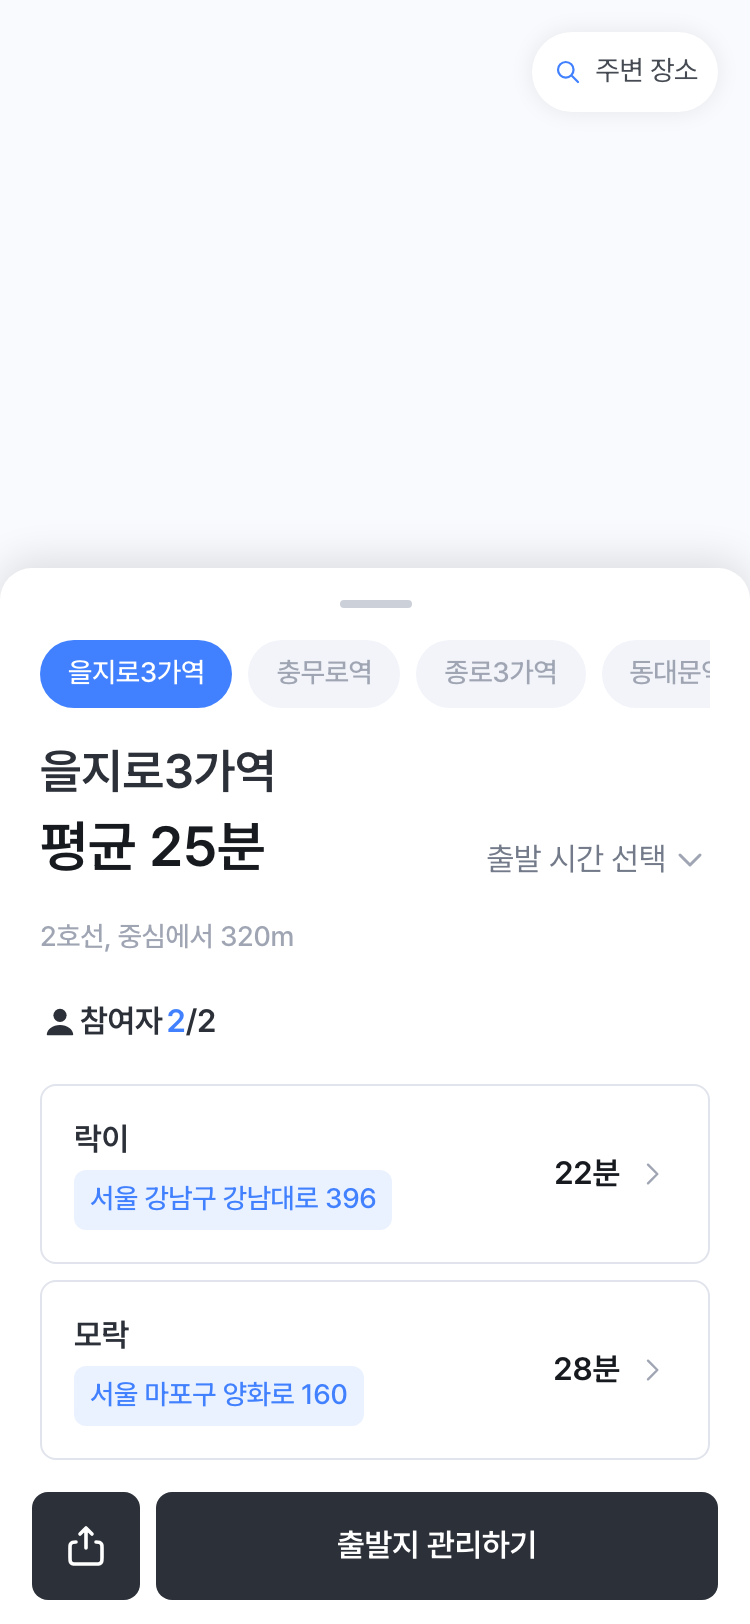 주변 장소
을지로3가역 충무로역 종로3가역 동대문역
을지로3가역
평균 25분
출발 시간 선택
2호선, 중심에서 320m
참여자 2/2
락이
서울 강남구 강남대로 396
22분
모락
서울 마포구 양화로 160
28분
출발지 관리하기